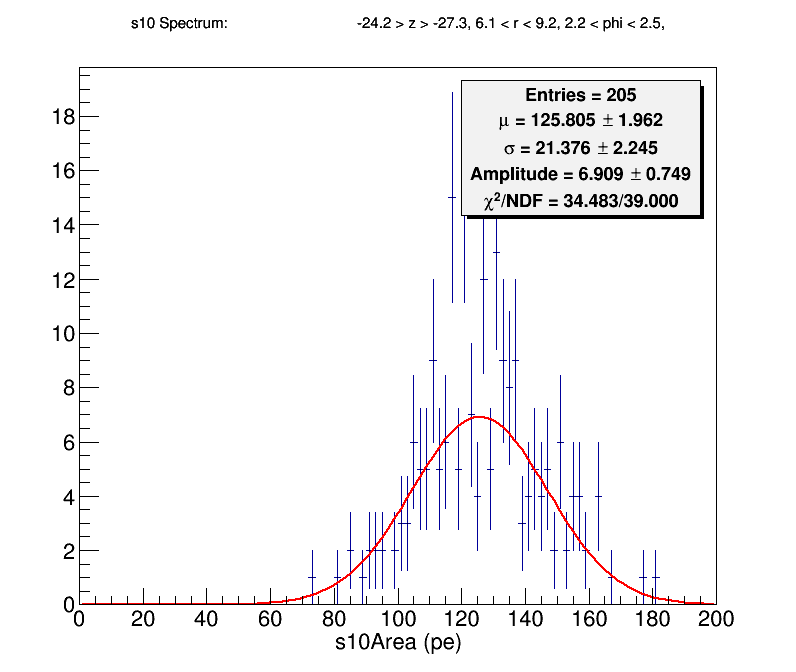 s10 Spectrum: -24.2 > z > -27.3, 6.1 < r < 9.2, 2.2 < phi < 2.5,
Entries = 205
μ = 125.805 ± 1.962
σ = 21.376 ± 2.245
Amplitude = 6.909 ± 0.749
χ²/NDF = 34.483/39.000
18
16
14
12
10
8
6
4
2
0
0 20 40 60 80 100 120 140 160 180 200
s10Area (pe)